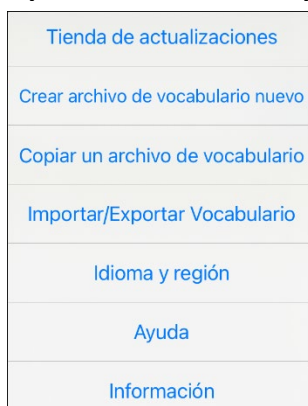 Tienda de actualizaciones
Crear archivo de vocabulario nuevo
Copiar un archivo de vocabulario
Importar/Exportar Vocabulario
Idioma y región
Ayuda
Información